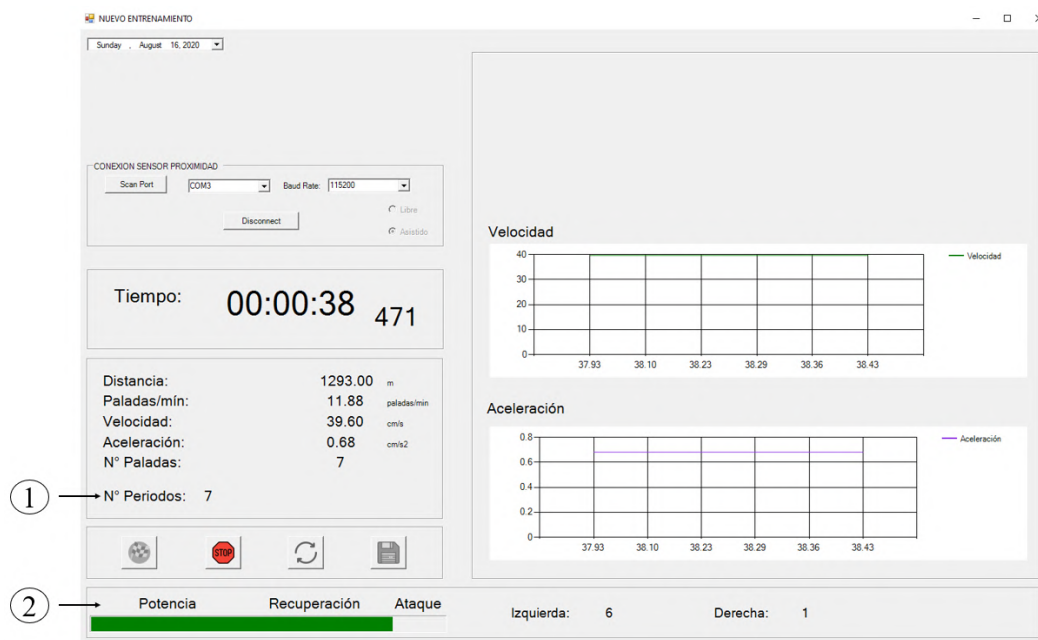 NUEVO ENTRENAMIENTO
Sunday , August 16, 2020
CONEXION SENSOR PROXIMIDAD
Scan Port COM3 Baud Rate: 115200
Disconnect
Libre
Asistido
Tiempo: 00:00:38 471
Distancia: 1293.00 m
Paladas/mín: 11.88 paladas/min
Velocidad: 39.60 cm/s
Aceleración: 0.68 cm/s2
N° Paladas: 7
1 N° Periodos: 7
STOP
2 Potencia Recuperación Ataque
Velocidad
40
30
20
10
0
37.93 38.10 38.23 38.29 38.36 38.43
Velocidad
Aceleración
0.8
0.6
0.4
0.2
0
37.93 38.10 38.23 38.29 38.36 38.43
Aceleración
Izquierda: 6 Derecha: 1